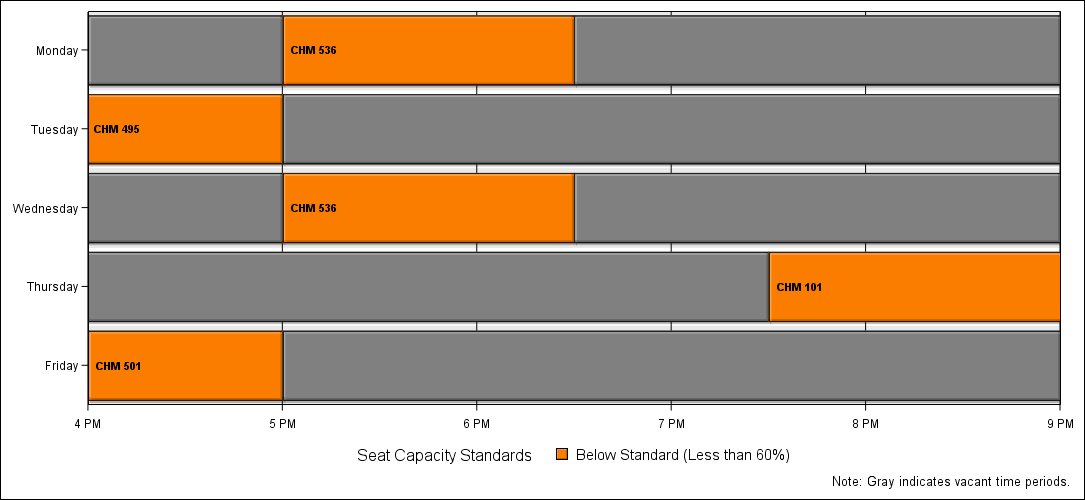 Monday
CHM 536
Tuesday
CHM 495
Wednesday
CHM 536
Thursday
CHM 101
Friday
CHM 501
4 PM 5 PM 6 PM 7 PM 8 PM 9 PM
Seat Capacity Standards Below Standard (Less than 60%)
Note: Gray indicates vacant time periods.